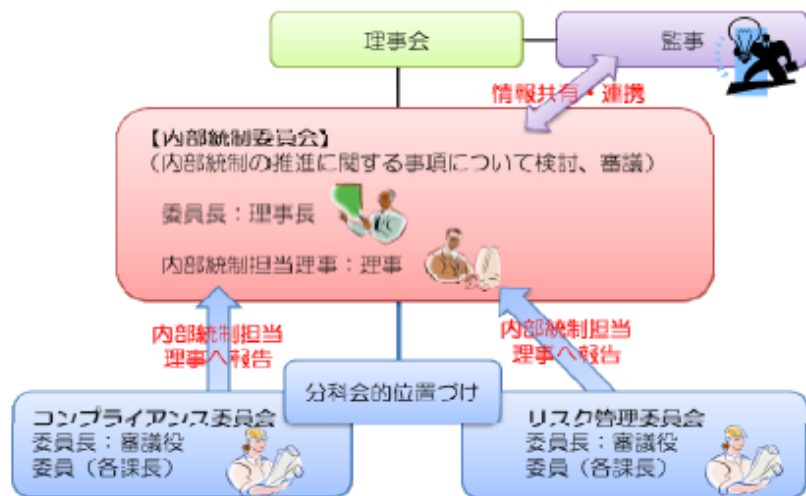 理事会
監事
情報共有・連携
【内部統制委員会】
（内部統制の推進に関する事項について検討、審議）
委員長：理事長
内部統制担当理事：理事
内部統制担当
理事へ報告
内部統制担当
理事へ報告
分科会的位置づけ
コンプライアンス委員会
委員長：審議役
委員（各課長）
リスク管理委員会
委員長：審議役
委員（各課長）